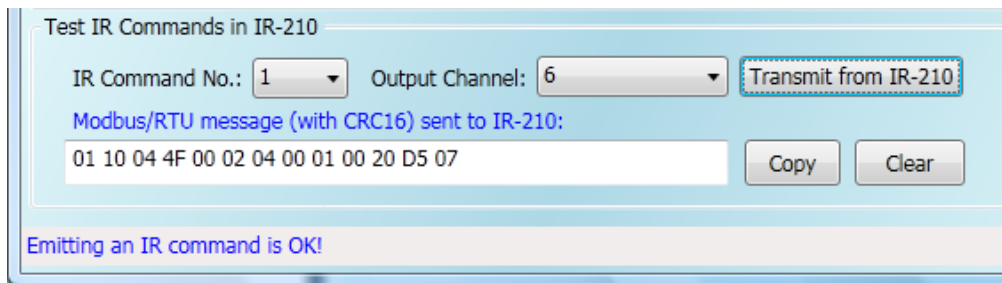 Test IR Commands in IR-210
IR Command No.: 1 Output Channel: 6 Transmit from IR-210
Modbus/RTU message (with CRC16) sent to IR-210:
01 10 04 4F 00 02 04 00 01 00 20 D5 07 Copy Clear
Emitting an IR command is OK!